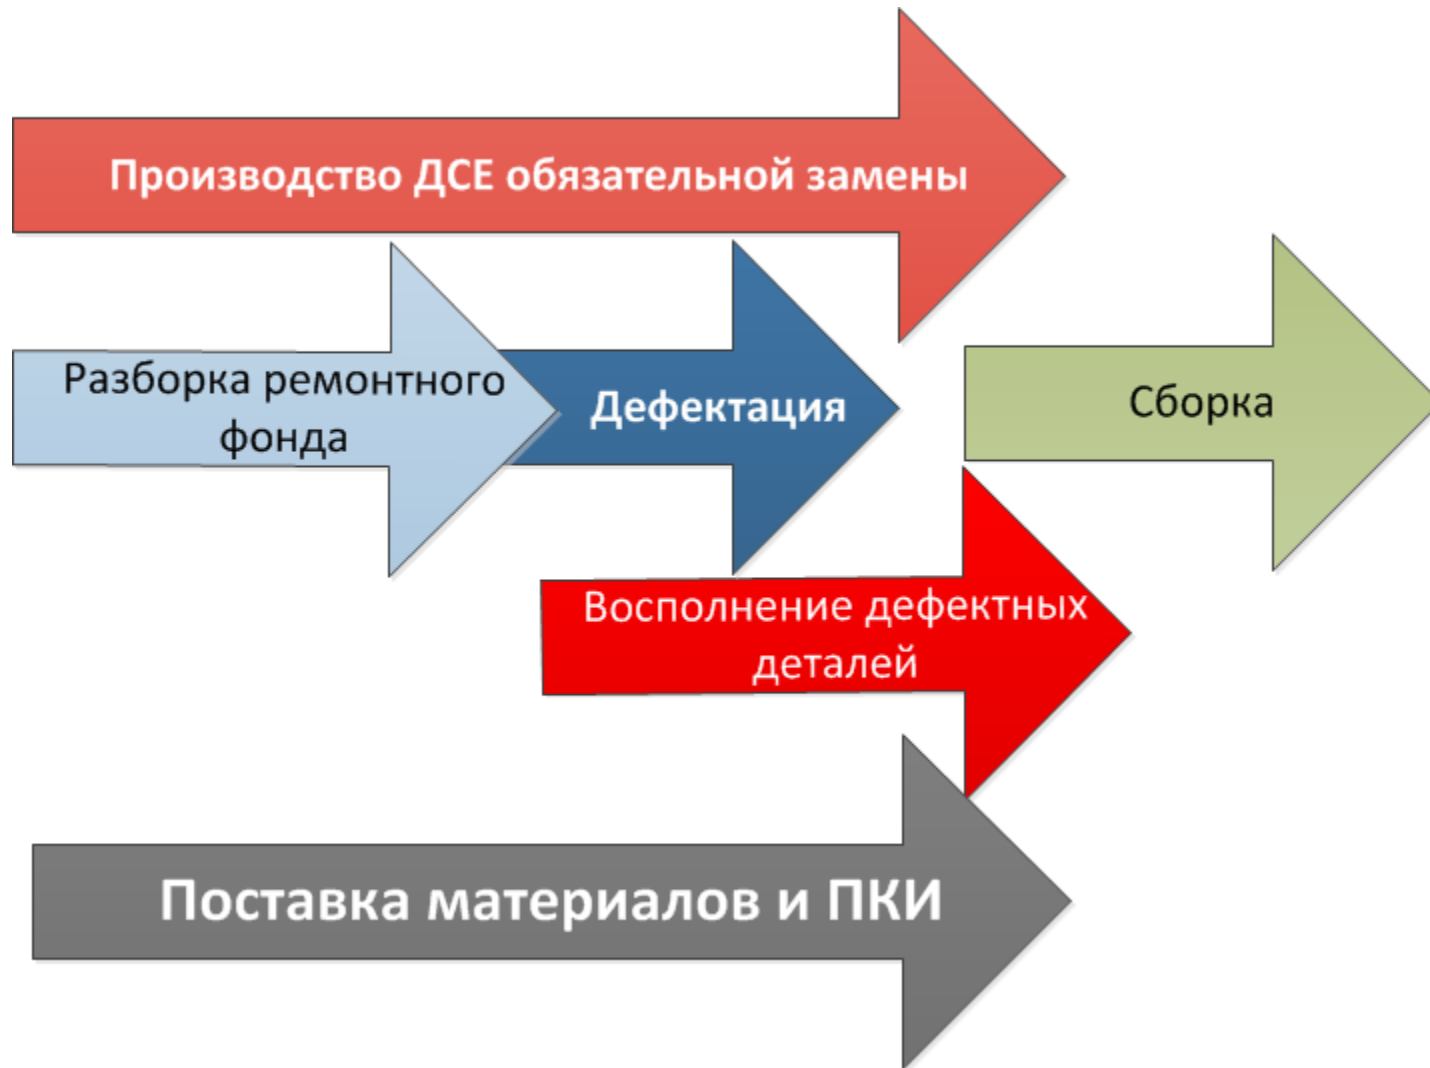 Производство ДСЕ обязательной замены
Разборка ремонтного
фонда
Дефектация
Сборка
Восполнение дефектных
деталей
Поставка материалов и ПКИ